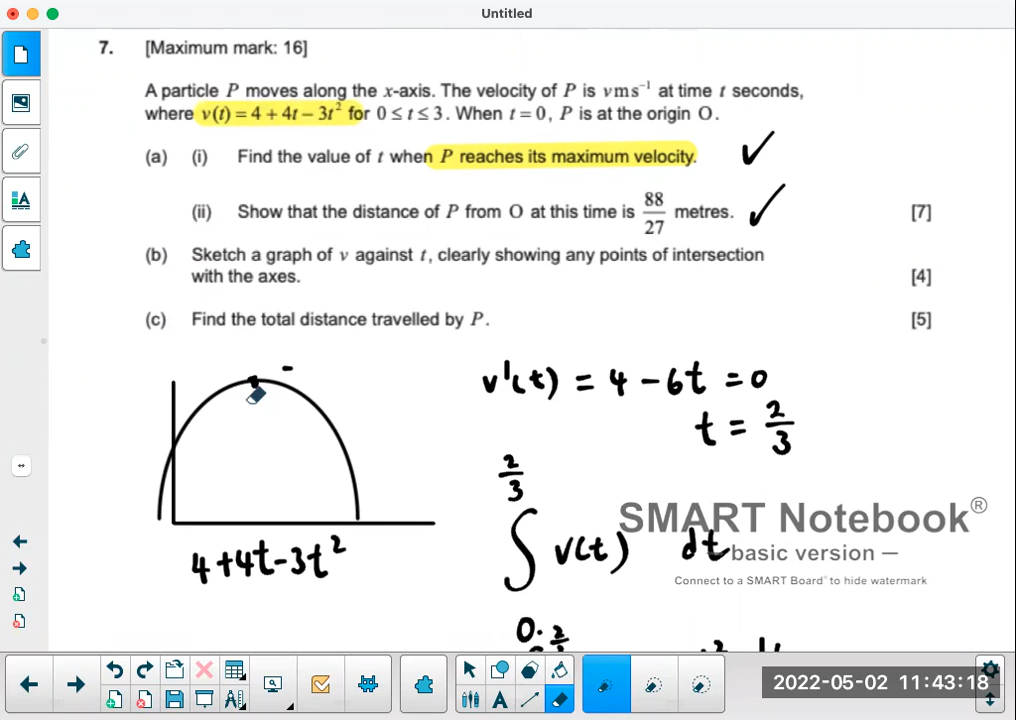 Untitled
7. [Maximum mark: 16]
A particle P moves along the x-axis. The velocity of P is v m s⁻¹ at time t seconds,
where v(t) = 4 + 4t − 3t² for 0 ≤ t ≤ 3. When t = 0, P is at the origin O.
(a) (i) Find the value of t when P reaches its maximum velocity.
(ii) Show that the distance of P from O at this time is 88/27 metres. [7]
(b) Sketch a graph of v against t, clearly showing any points of intersection
with the axes. [4]
(c) Find the total distance travelled by P. [5]
v'(t) = 4 − 6t = 0
t = 2/3
2/3
∫ v(t) dt
0
4+4t−3t²
SMART Notebook®
— basic version —
Connect to a SMART Board™ to hide watermark
2022-05-02 11:43:18